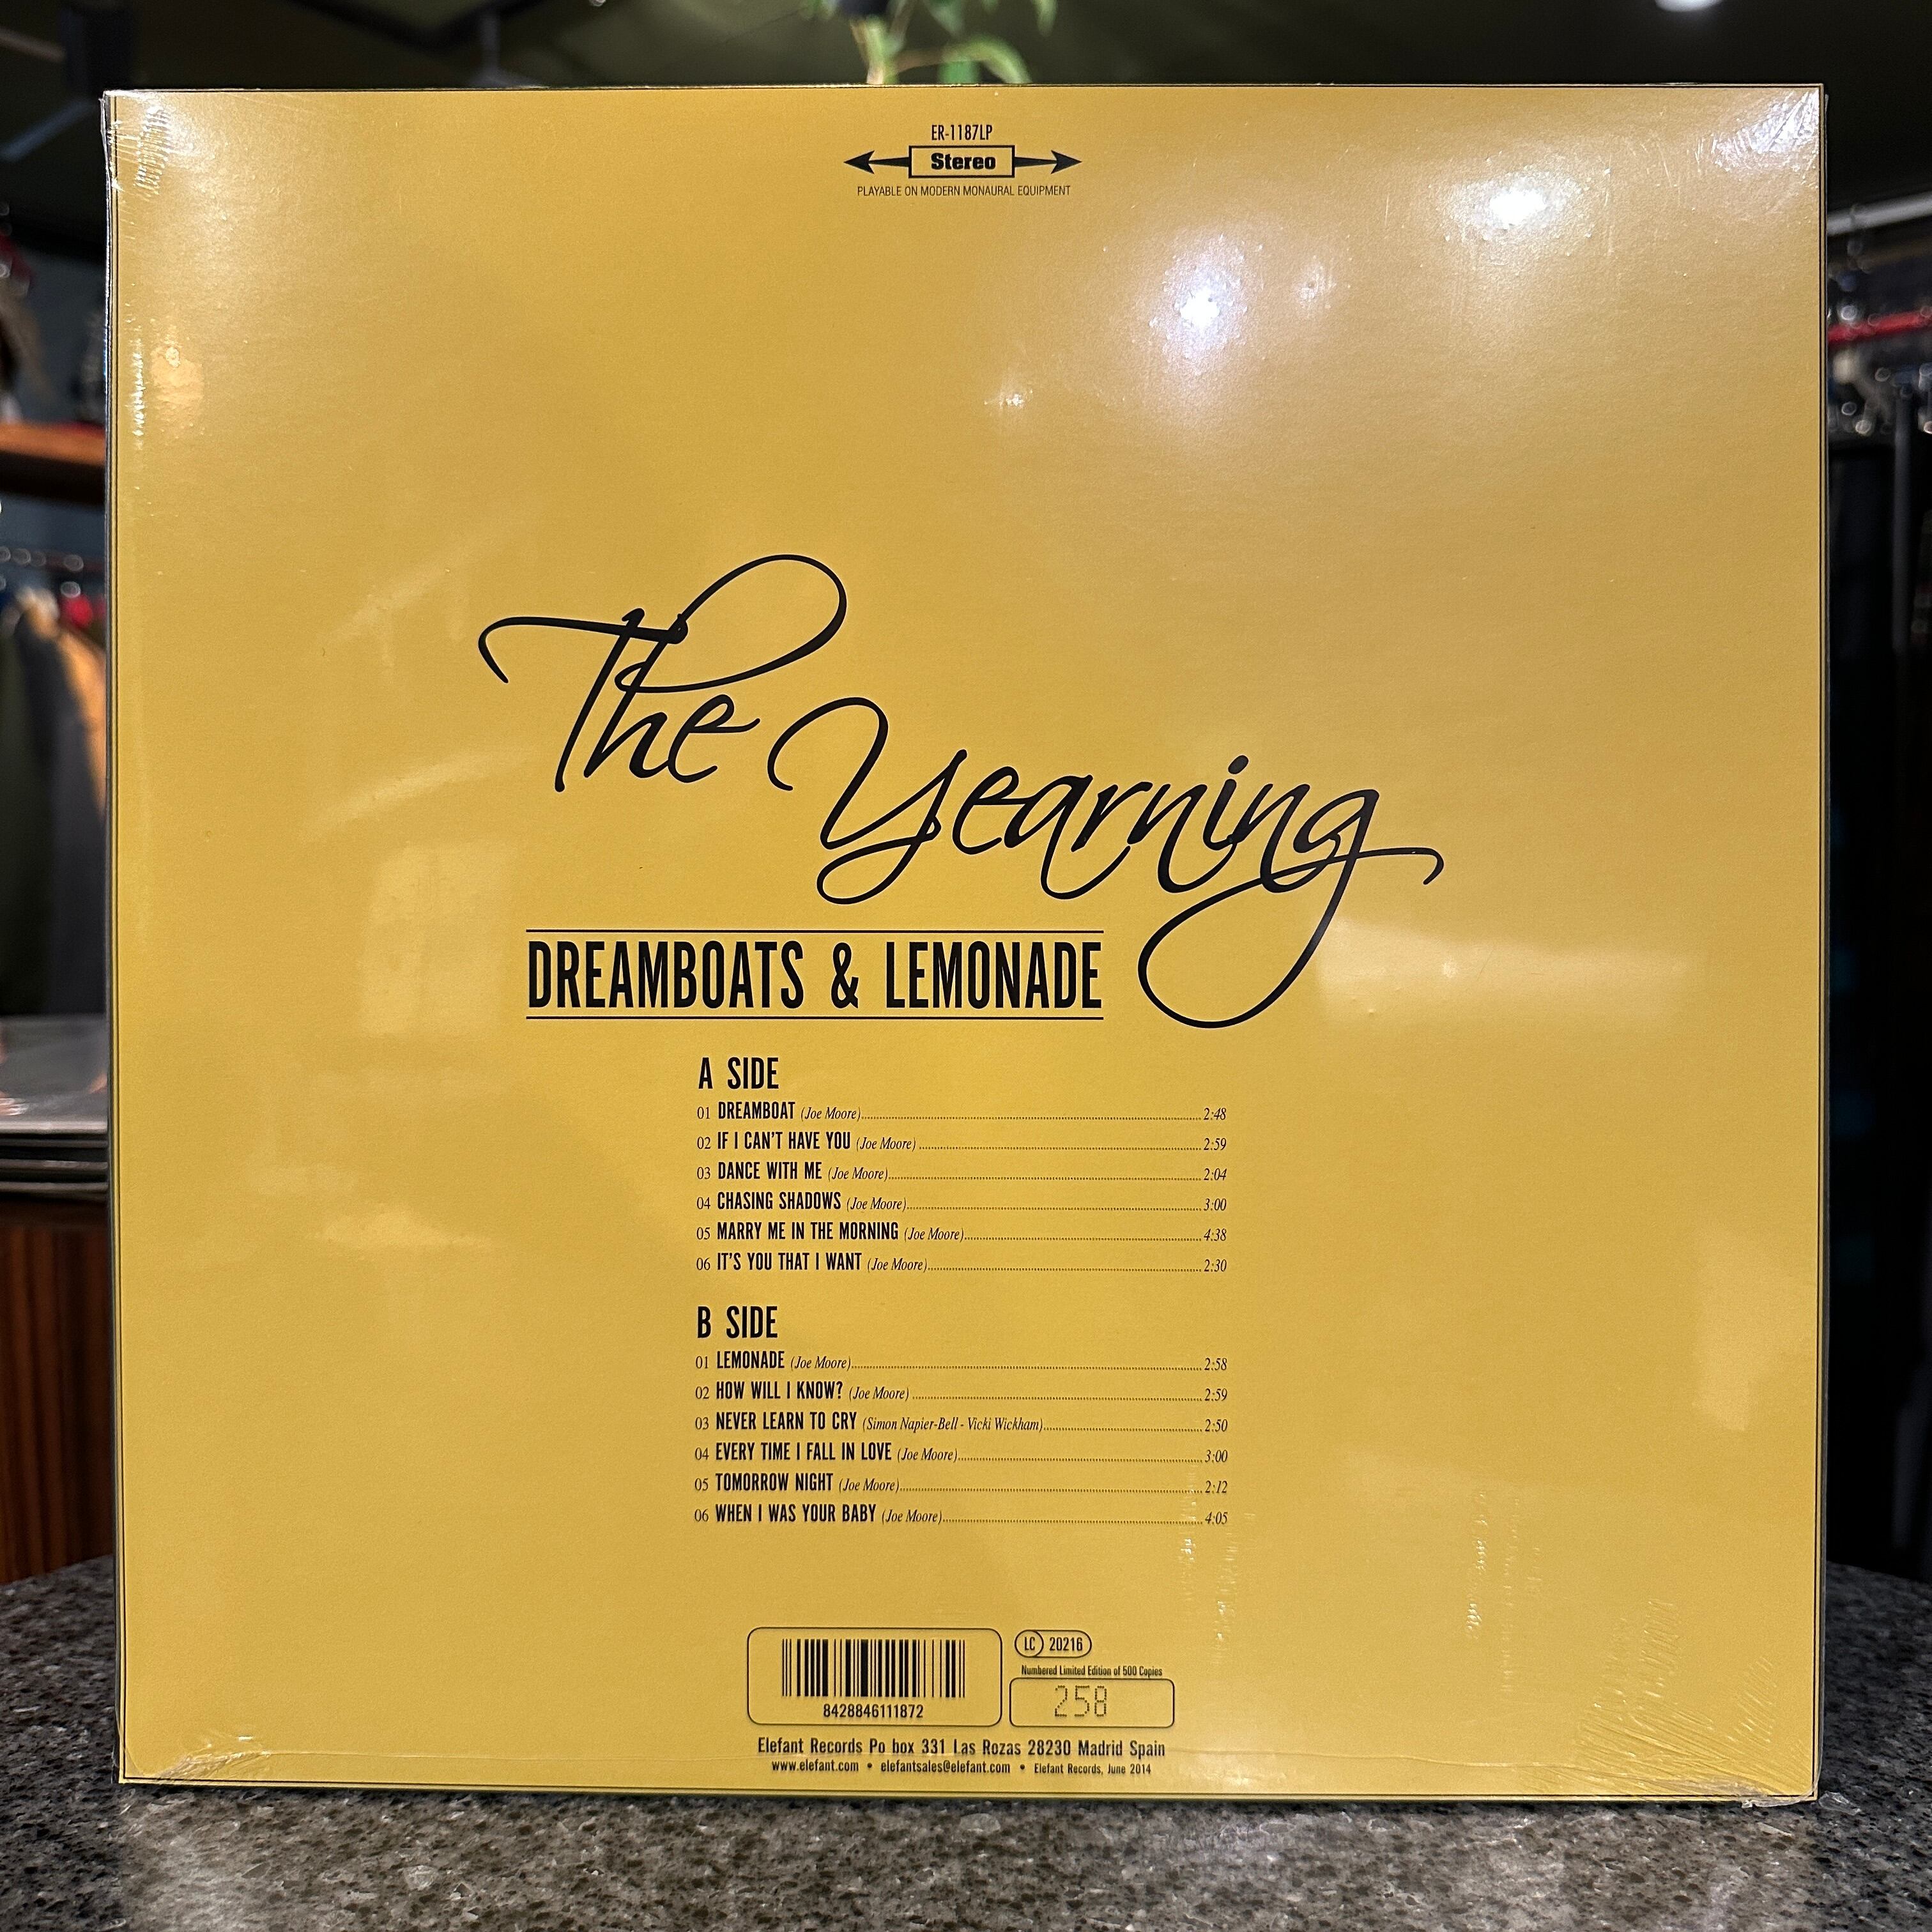 ER-1187LP
Stereo
PLAYABLE ON MODERN MONAURAL EQUIPMENT
The Yearning
DREAMBOATS & LEMONADE
A SIDE
01 DREAMBOAT (Joe Moore) 2:48
02 IF I CAN'T HAVE YOU (Joe Moore) 2:59
03 DANCE WITH ME (Joe Moore) 2:04
04 CHASING SHADOWS (Joe Moore) 3:00
05 MARRY ME IN THE MORNING (Joe Moore) 4:38
06 IT'S YOU THAT I WANT (Joe Moore) 2:30
B SIDE
01 LEMONADE (Joe Moore) 2:58
02 HOW WILL I KNOW? (Joe Moore) 2:59
03 NEVER LEARN TO CRY (Simon Napier-Bell - Vicki Wickham) 2:50
04 EVERY TIME I FALL IN LOVE (Joe Moore) 3:00
05 TOMORROW NIGHT (Joe Moore) 2:12
06 WHEN I WAS YOUR BABY (Joe Moore) 4:05
LC 20216
Numbered Limited Edition of 500 Copies
258
8428846111872
Elefant Records Po box 331 Las Rozas 28230 Madrid Spain
www.elefant.com • elefantsales@elefant.com • Elefant Records, June 2014